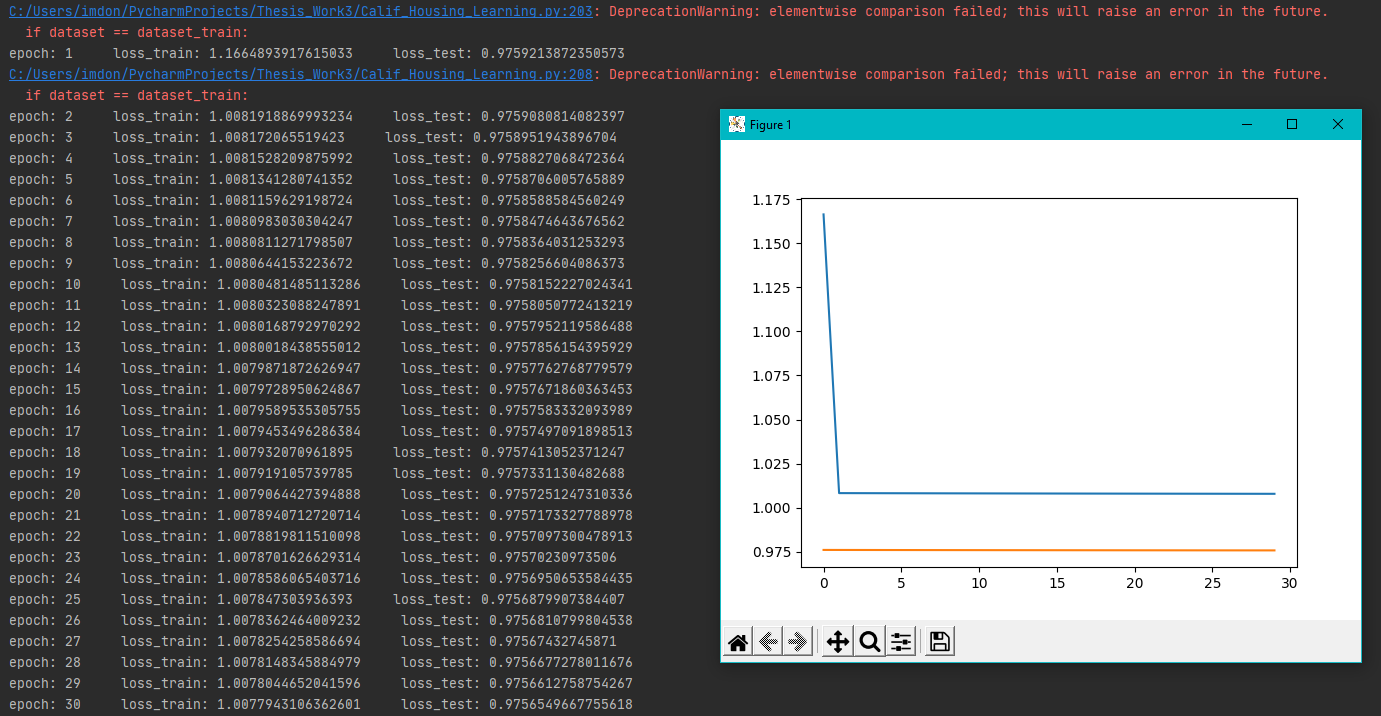 C:/Users/imdon/PycharmProjects/Thesis_Work3/Calif_Housing_Learning.py:203: DeprecationWarning: elementwise comparison failed; this will raise an error in the future.
if dataset == dataset_train:
epoch: 1 loss_train: 1.1664893917615033 loss_test: 0.9759213872350573
C:/Users/imdon/PycharmProjects/Thesis_Work3/Calif_Housing_Learning.py:208: DeprecationWarning: elementwise comparison failed; this will raise an error in the future.
if dataset == dataset_train:
epoch: 2 loss_train: 1.0081918869993234 loss_test: 0.9759080814082397
epoch: 3 loss_train: 1.008172065519423 loss_test: 0.9758951943896704
epoch: 4 loss_train: 1.0081528209875992 loss_test: 0.9758827068472364
epoch: 5 loss_train: 1.0081341280741352 loss_test: 0.9758706005765889
epoch: 6 loss_train: 1.0081159629198724 loss_test: 0.9758588584560249
epoch: 7 loss_train: 1.0080983030304247 loss_test: 0.9758474643676562
epoch: 8 loss_train: 1.0080811271798507 loss_test: 0.9758364031253293
epoch: 9 loss_train: 1.0080644153223672 loss_test: 0.9758256604086373
epoch: 10 loss_train: 1.0080481485113286 loss_test: 0.9758152227024341
epoch: 11 loss_train: 1.0080323088247891 loss_test: 0.9758050772413219
epoch: 12 loss_train: 1.0080168792970292 loss_test: 0.9757952119586488
epoch: 13 loss_train: 1.0080018438555012 loss_test: 0.9757856154395929
epoch: 14 loss_train: 1.0079871872626947 loss_test: 0.9757762768779579
epoch: 15 loss_train: 1.0079728950624867 loss_test: 0.9757671860363453
epoch: 16 loss_train: 1.0079589535305755 loss_test: 0.9757583332093989
epoch: 17 loss_train: 1.0079453496286384 loss_test: 0.9757497091898513
epoch: 18 loss_train: 1.007932070961895 loss_test: 0.9757413052371247
epoch: 19 loss_train: 1.007919105739785 loss_test: 0.9757331130482688
epoch: 20 loss_train: 1.0079064427394888 loss_test: 0.9757251247310336
epoch: 21 loss_train: 1.0078940712720714 loss_test: 0.9757173327788978
epoch: 22 loss_train: 1.0078819811510098 loss_test: 0.9757097300478913
epoch: 23 loss_train: 1.0078701626629314 loss_test: 0.97570230973506
epoch: 24 loss_train: 1.0078586065403716 loss_test: 0.9756950653584435
epoch: 25 loss_train: 1.007847303936393 loss_test: 0.9756879907384407
epoch: 26 loss_train: 1.0078362464009232 loss_test: 0.9756810799804538
epoch: 27 loss_train: 1.0078254258586694 loss_test: 0.97567432745871
epoch: 28 loss_train: 1.0078148345884979 loss_test: 0.9756677278011676
epoch: 29 loss_train: 1.0078044652041596 loss_test: 0.9756612758754267
epoch: 30 loss_train: 1.0077943106362601 loss_test: 0.9756549667755618
Figure 1
1.175
1.150
1.125
1.100
1.075
1.050
1.025
1.000
0.975
0 5 10 15 20 25 30